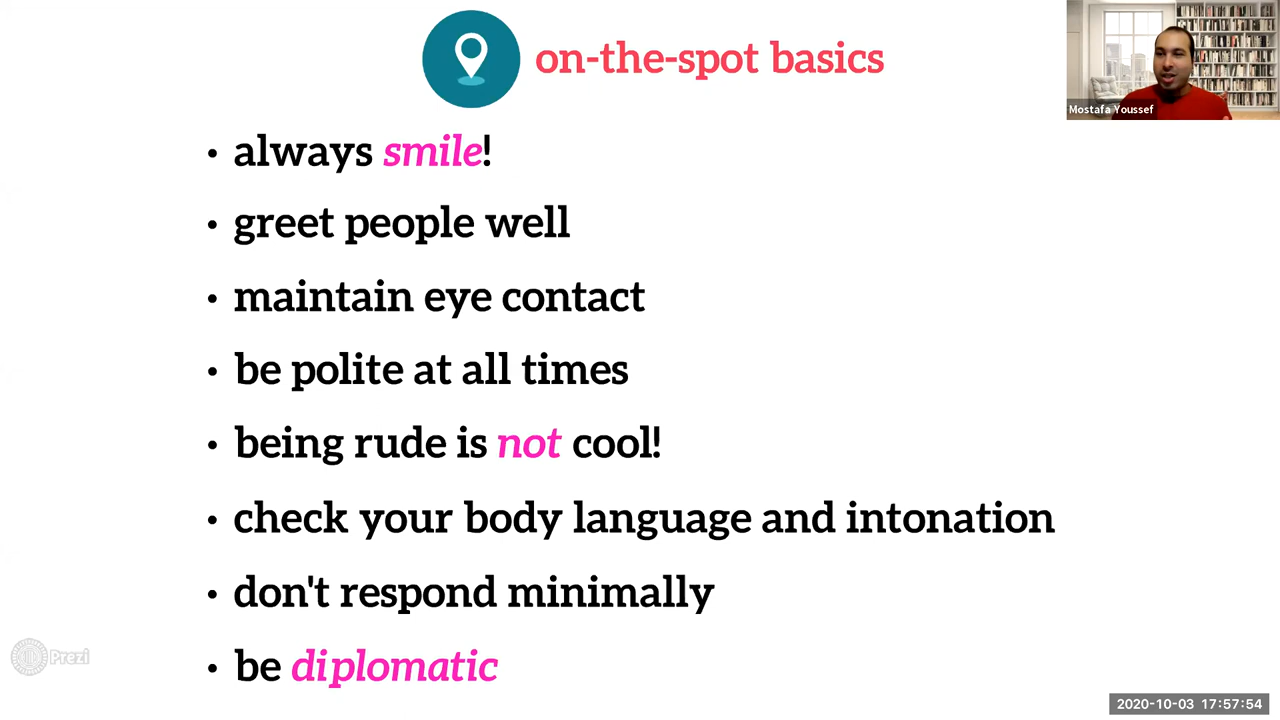 on-the-spot basics
Mostafa Youssef
• always smile!
• greet people well
• maintain eye contact
• be polite at all times
• being rude is not cool!
• check your body language and intonation
• don't respond minimally
• be diplomatic
Prezi
2020-10-03 17:57:54